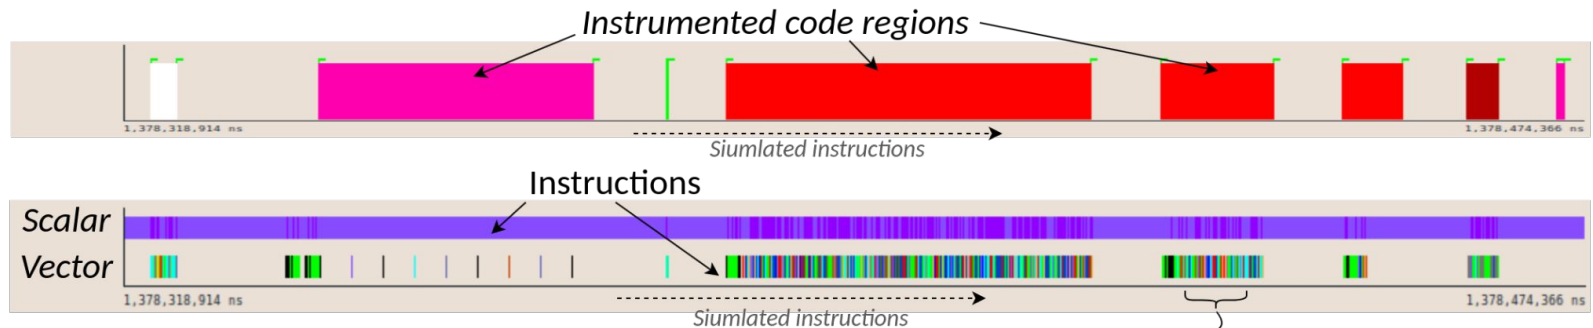 Instrumented code regions
1,378,318,914 ns
1,378,474,366 ns
Siumlated instructions
Instructions
Scalar
Vector
1,378,318,914 ns
1,378,474,366 ns
Siumlated instructions